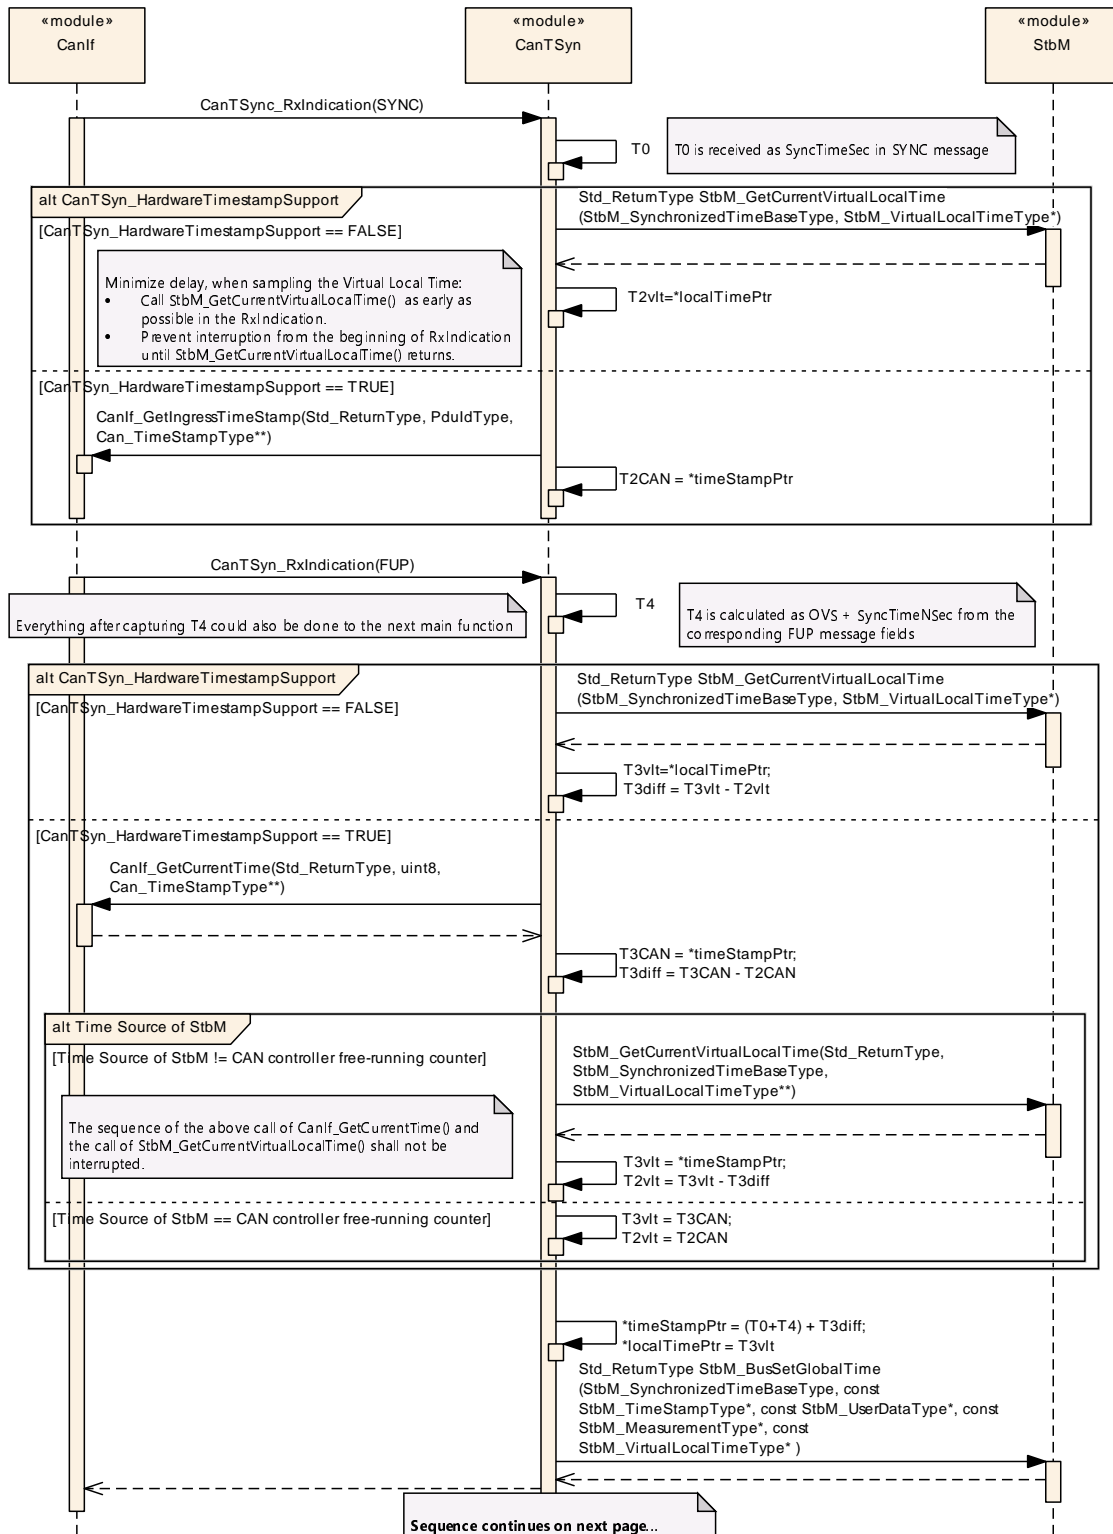 «module»
CanIf
«module»
CanTSyn
«module»
StbM
CanTSync_RxIndication(SYNC)
T0
T0 is received as SyncTimeSec in SYNC message
alt CanTSyn_HardwareTimestampSupport
Std_ReturnType StbM_GetCurrentVirtualLocalTime
(StbM_SynchronizedTimeBaseType, StbM_VirtualLocalTimeType*)
[CanTSyn_HardwareTimestampSupport == FALSE]
Minimize delay, when sampling the Virtual Local Time:
• Call StbM_GetCurrentVirtualLocalTime() as early as
possible in the RxIndication.
• Prevent interruption from the beginning of RxIndication
until StbM_GetCurrentVirtualLocalTime() returns.
T2vlt=*localTimePtr
[CanTSyn_HardwareTimestampSupport == TRUE]
CanIf_GetIngressTimeStamp(Std_ReturnType, PduIdType,
Can_TimeStampType**)
T2CAN = *timeStampPtr
CanTSyn_RxIndication(FUP)
T4
T4 is calculated as OVS + SyncTimeNSec from the
corresponding FUP message fields
Everything after capturing T4 could also be done to the next main function
alt CanTSyn_HardwareTimestampSupport
Std_ReturnType StbM_GetCurrentVirtualLocalTime
(StbM_SynchronizedTimeBaseType, StbM_VirtualLocalTimeType*)
[CanTSyn_HardwareTimestampSupport == FALSE]
T3vlt=*localTimePtr;
T3diff = T3vlt - T2vlt
[CanTSyn_HardwareTimestampSupport == TRUE]
CanIf_GetCurrentTime(Std_ReturnType, uint8,
Can_TimeStampType**)
T3CAN = *timeStampPtr;
T3diff = T3CAN - T2CAN
alt Time Source of StbM
[Time Source of StbM != CAN controller free-running counter]
StbM_GetCurrentVirtualLocalTime(Std_ReturnType,
StbM_SynchronizedTimeBaseType,
StbM_VirtualLocalTimeType**)
The sequence of the above call of CanIf_GetCurrentTime() and
the call of StbM_GetCurrentVirtualLocalTime() shall not be
interrupted.
T3vlt = *timeStampPtr;
T2vlt = T3vlt - T3diff
[Time Source of StbM == CAN controller free-running counter]
T3vlt = T3CAN;
T2vlt = T2CAN
*timeStampPtr = (T0+T4) + T3diff;
*localTimePtr = T3vlt
Std_ReturnType StbM_BusSetGlobalTime
(StbM_SynchronizedTimeBaseType, const
StbM_TimeStampType*, const StbM_UserDataType*, const
StbM_MeasurementType*, const
StbM_VirtualLocalTimeType* )
Sequence continues on next page...